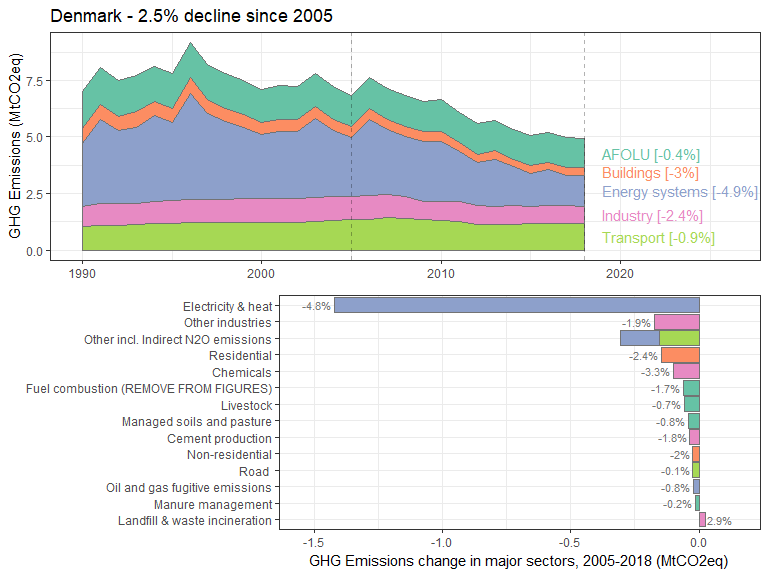 Denmark - 2.5% decline since 2005
GHG Emissions (MtCO2eq)
7.5
5.0
2.5
0.0
AFOLU [-0.4%]
Buildings [-3%]
Energy systems [-4.9%]
Industry [-2.4%]
Transport [-0.9%]
1990 2000 2010 2020
Electricity & heat -4.8%
Other industries -1.9%
Other incl. Indirect N2O emissions
Residential -2.4%
Chemicals -3.3%
Fuel combustion (REMOVE FROM FIGURES) -1.7%
Livestock -0.7%
Managed soils and pasture -0.8%
Cement production -1.8%
Non-residential -2%
Road -0.1%
Oil and gas fugitive emissions -0.8%
Manure management -0.2%
Landfill & waste incineration 2.9%
-1.5 -1.0 -0.5 0.0
GHG Emissions change in major sectors, 2005-2018 (MtCO2eq)